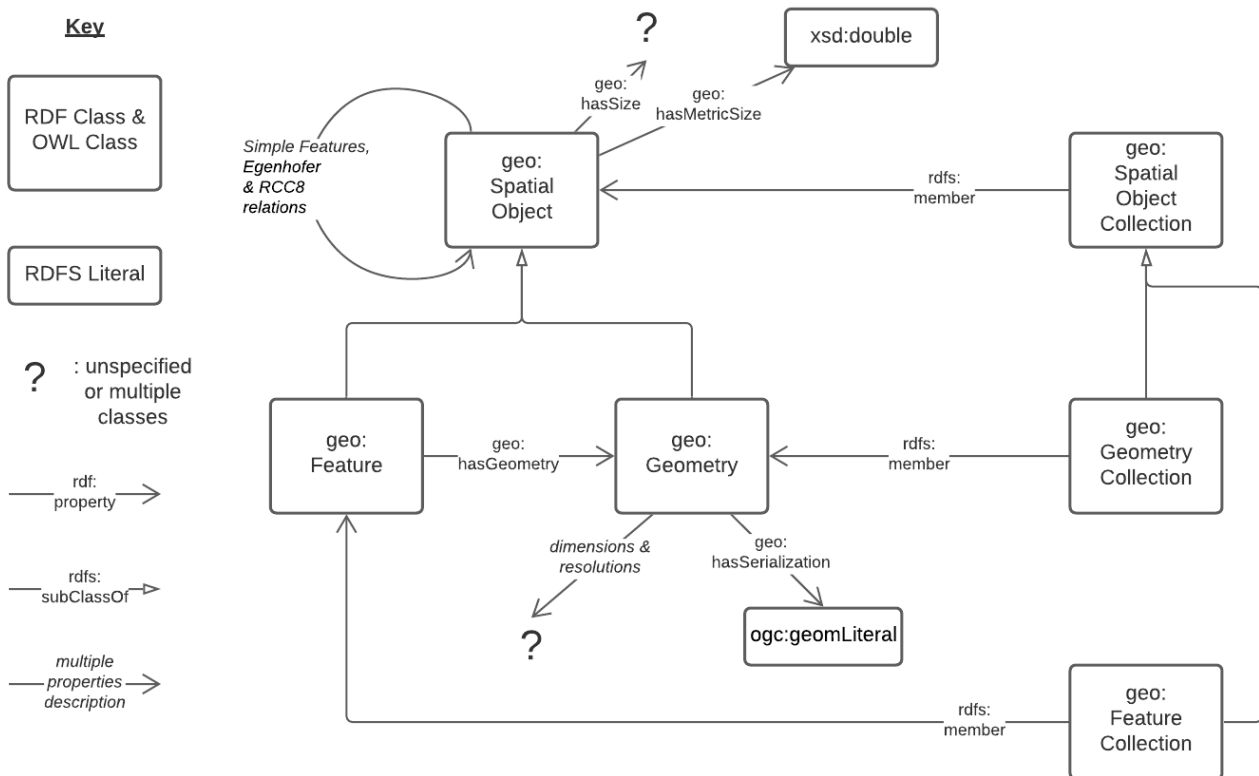 Key
RDF Class &
OWL Class
RDFS Literal
?
: unspecified
or multiple
classes
rdf:
property
rdfs:
subClassOf
multiple
properties
description
?
xsd:double
geo:
hasSize
geo:
hasMetricSize
Simple Features,
Egenhofer
& RCC8
relations
geo:
Spatial
Object
rdfs:
member
geo:
Spatial
Object
Collection
geo:
Feature
geo:
hasGeometry
geo:
Geometry
rdfs:
member
geo:
Geometry
Collection
dimensions &
resolutions
geo:
hasSerialization
?
ogc:geomLiteral
rdfs:
member
geo:
Feature
Collection